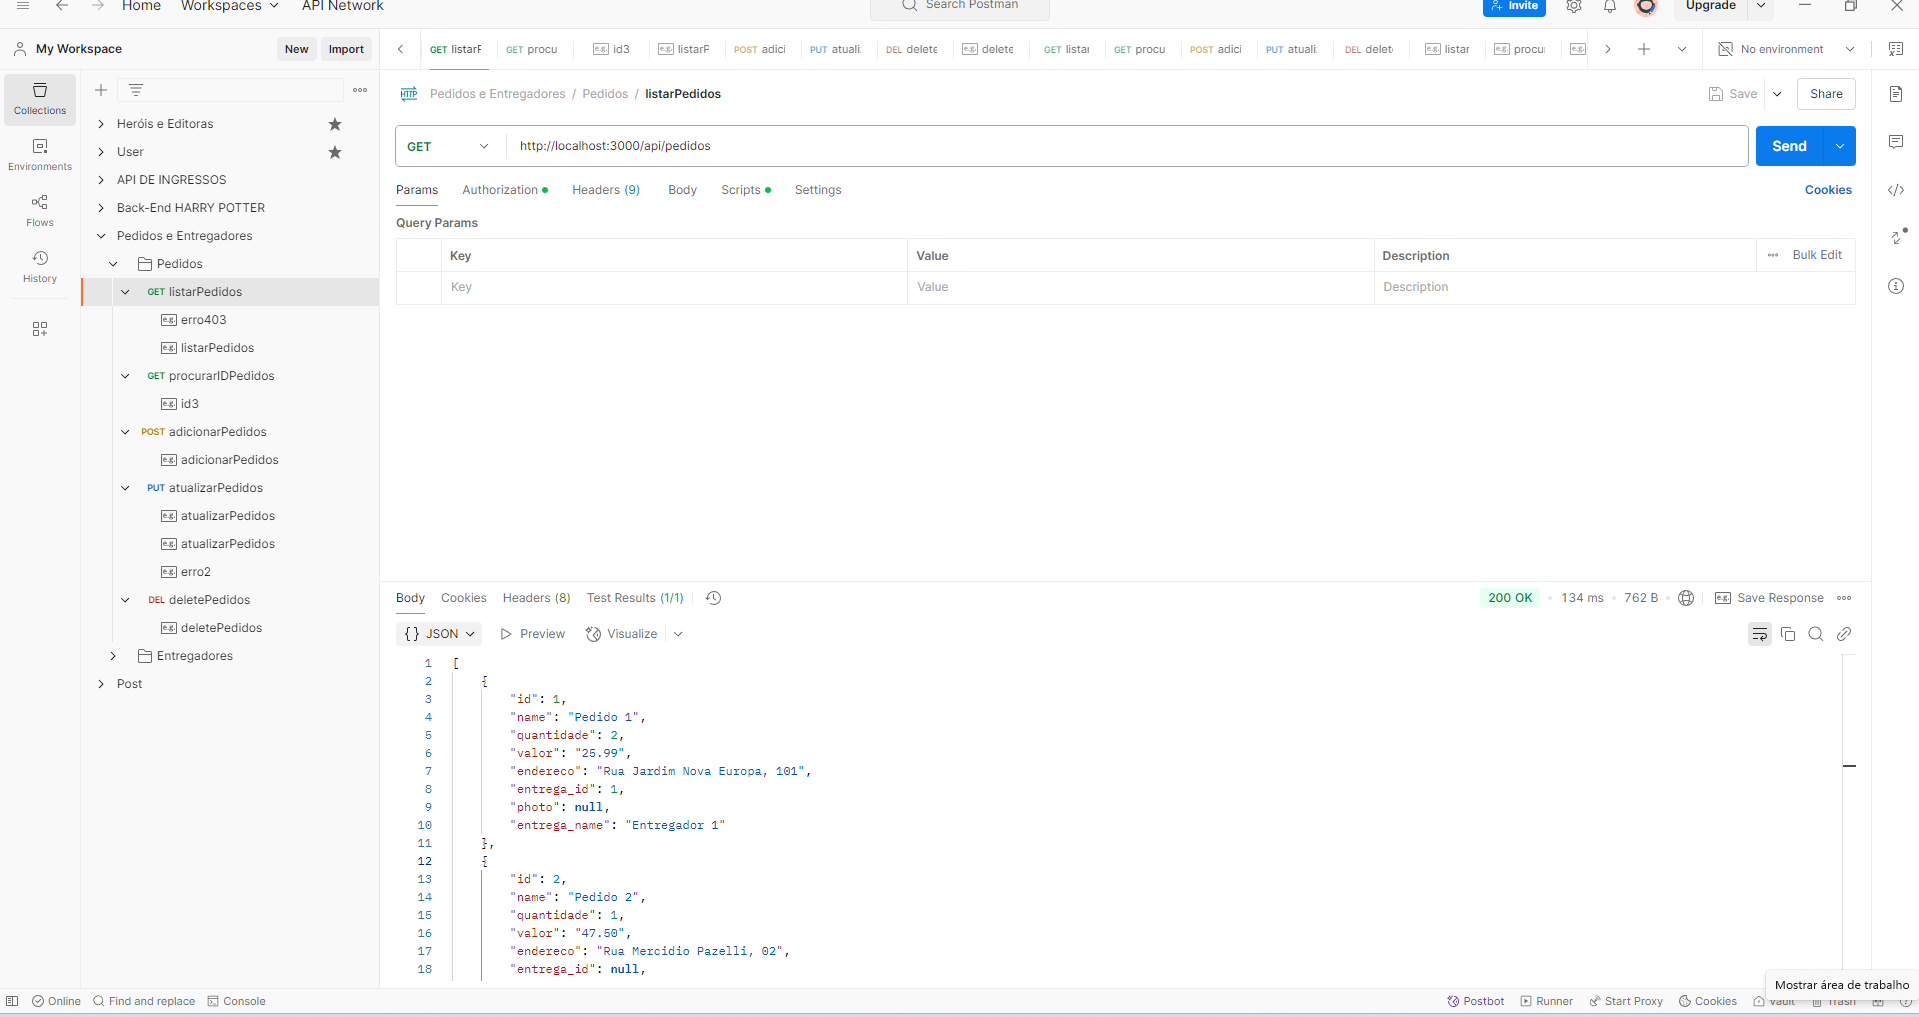 Home Workspaces API Network Search Postman Invite Upgrade
My Workspace New Import
GET listarP GET procu e.g. id3 e.g. listarP POST adici PUT atuali DEL delete e.g. delete GET listar GET procu POST adici PUT atuali DEL delet e.g. listar e.g. procur e.g. No environment
Collections
Environments
Flows
History
Heróis e Editoras
User
API DE INGRESSOS
Back-End HARRY POTTER
Pedidos e Entregadores
Pedidos
GET listarPedidos
e.g. erro403
e.g. listarPedidos
GET procurarIDPedidos
e.g. id3
POST adicionarPedidos
e.g. adicionarPedidos
PUT atualizarPedidos
e.g. atualizarPedidos
e.g. atualizarPedidos
e.g. erro2
DEL deletePedidos
e.g. deletePedidos
Entregadores
Post
HTTP Pedidos e Entregadores / Pedidos / listarPedidos Save Share
GET http://localhost:3000/api/pedidos Send
Params Authorization Headers (9) Body Scripts Settings Cookies
Query Params
Key Value Description Bulk Edit
Key Value Description
Body Cookies Headers (8) Test Results (1/1) 200 OK 134 ms 762 B e.g. Save Response
{} JSON Preview Visualize
1 [
2 {
3 "id": 1,
4 "name": "Pedido 1",
5 "quantidade": 2,
6 "valor": "25.99",
7 "endereco": "Rua Jardim Nova Europa, 101",
8 "entrega_id": 1,
9 "photo": null,
10 "entrega_name": "Entregador 1"
11 },
12 {
13 "id": 2,
14 "name": "Pedido 2",
15 "quantidade": 1,
16 "valor": "47.50",
17 "endereco": "Rua Mercidio Pazelli, 02",
18 "entrega_id": null,
Mostrar área de trabalho
Online Find and replace Console Postbot Runner Start Proxy Cookies Vault Trash